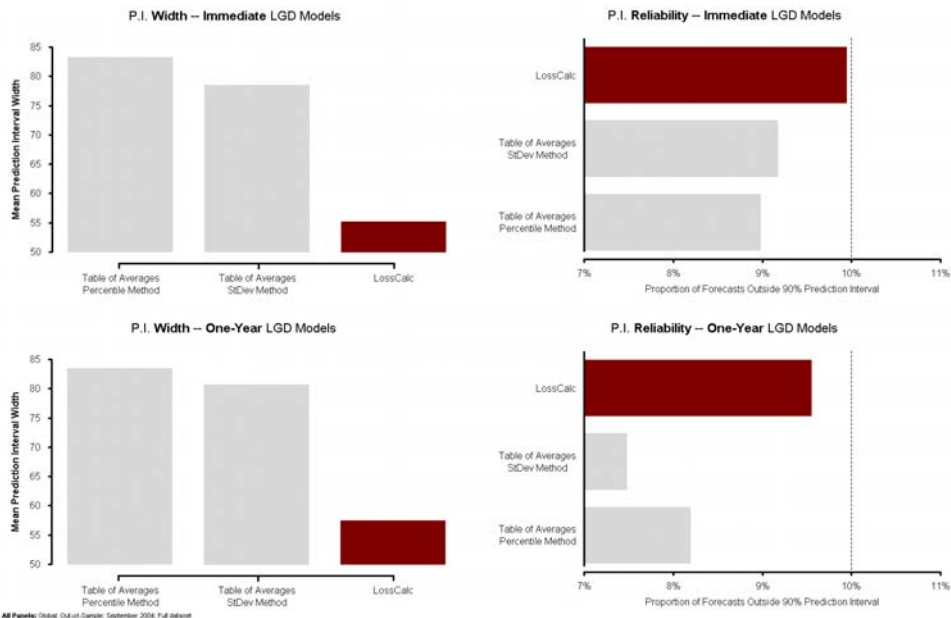 P.I. Width -- Immediate LGD Models
Mean Prediction Interval Width
85
80
75
70
65
60
55
50
Table of Averages
Percentile Method
Table of Averages
StDev Method
LossCalc
P.I. Reliability -- Immediate LGD Models
LossCalc
Table of Averages
StDev Method
Table of Averages
Percentile Method
7%
8%
9%
10%
11%
Proportion of Forecasts Outside 90% Prediction Interval
P.I. Width -- One-Year LGD Models
Mean Prediction Interval Width
85
80
75
70
65
60
55
50
Table of Averages
Percentile Method
Table of Averages
StDev Method
LossCalc
P.I. Reliability -- One-Year LGD Models
LossCalc
Table of Averages
StDev Method
Table of Averages
Percentile Method
7%
8%
9%
10%
11%
Proportion of Forecasts Outside 90% Prediction Interval
All Panels: Global; Out-of-Sample; September 2004; Full dataset